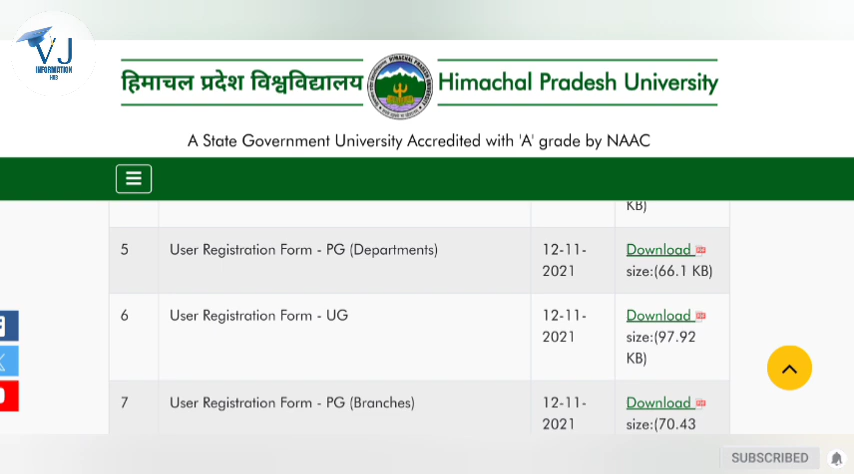 VJ
INFORMATION
HUB
हिमाचल प्रदेश विश्वविद्यालय
Himachal Pradesh University
A State Government University Accredited with 'A' grade by NAAC
KB)
5 User Registration Form - PG (Departments) 12-11- Download
2021 size:(66.1 KB)
6 User Registration Form - UG 12-11- Download
2021 size:(97.92
KB)
7 User Registration Form - PG (Branches) 12-11- Download
2021 size:(70.43
SUBSCRIBED